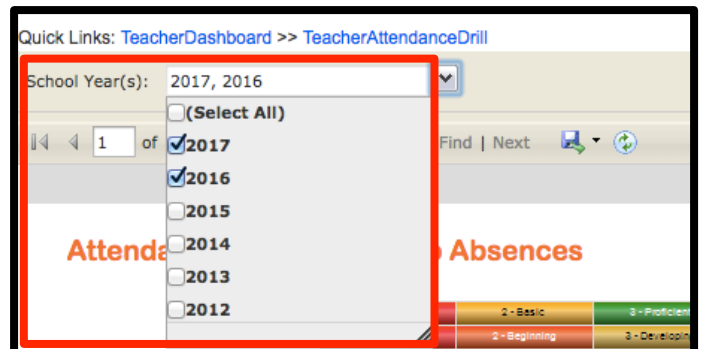 Quick Links: TeacherDashboard >> TeacherAttendanceDrill
School Year(s): 2017, 2016
(Select All)
1 of
2017
Find | Next
2016
2015
Attenda
2014
Absences
2013
2012
2 - Basic
3 - Proficient
2 - Beginning
3 - Developin